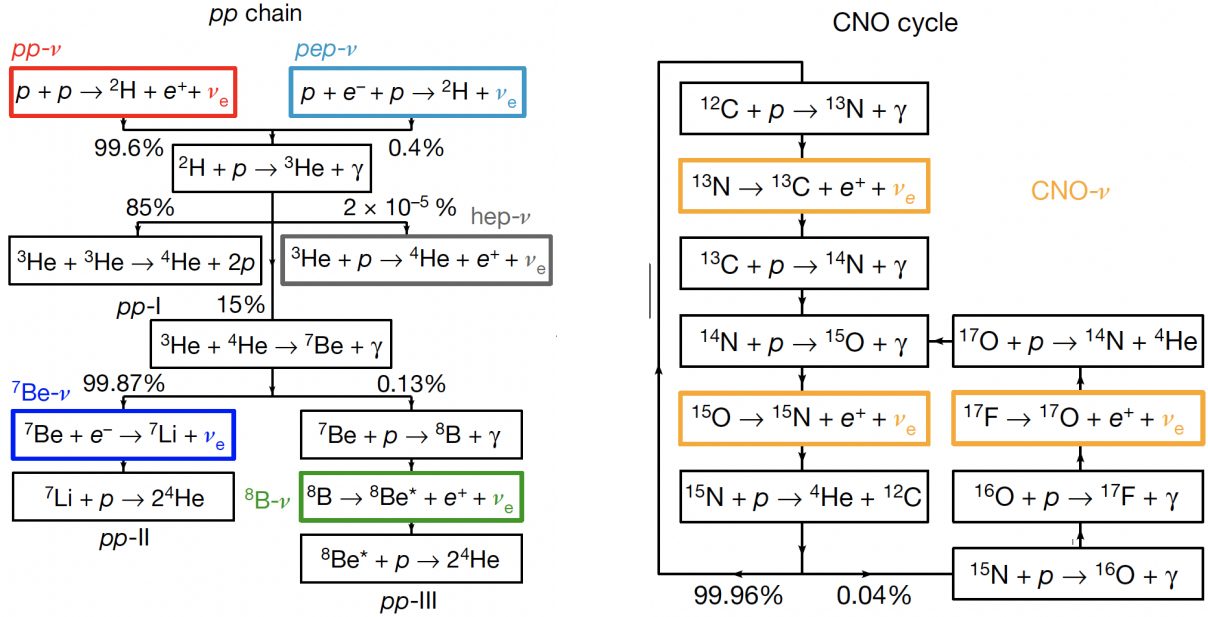 pp chain
pp-ν
pep-ν
p + p → ²H + e⁺ + νₑ
p + e⁻ + p → ²H + νₑ
99.6%
0.4%
²H + p → ³He + γ
85%
2 × 10⁻⁵ %
hep-ν
³He + ³He → ⁴He + 2p
³He + p → ⁴He + e⁺ + νₑ
pp-I
15%
³He + ⁴He → ⁷Be + γ
⁷Be-ν
99.87%
0.13%
⁷Be + e⁻ → ⁷Li + νₑ
⁷Be + p → ⁸B + γ
⁷Li + p → 2⁴He
⁸B-ν
⁸B → ⁸Be* + e⁺ + νₑ
pp-II
⁸Be* + p → 2⁴He
pp-III
CNO cycle
¹²C + p → ¹³N + γ
¹³N → ¹³C + e⁺ + νₑ
CNO-ν
¹³C + p → ¹⁴N + γ
¹⁴N + p → ¹⁵O + γ
¹⁷O + p → ¹⁴N + ⁴He
¹⁵O → ¹⁵N + e⁺ + νₑ
¹⁷F → ¹⁷O + e⁺ + νₑ
¹⁵N + p → ⁴He + ¹²C
¹⁶O + p → ¹⁷F + γ
¹⁵N + p → ¹⁶O + γ
99.96%
0.04%